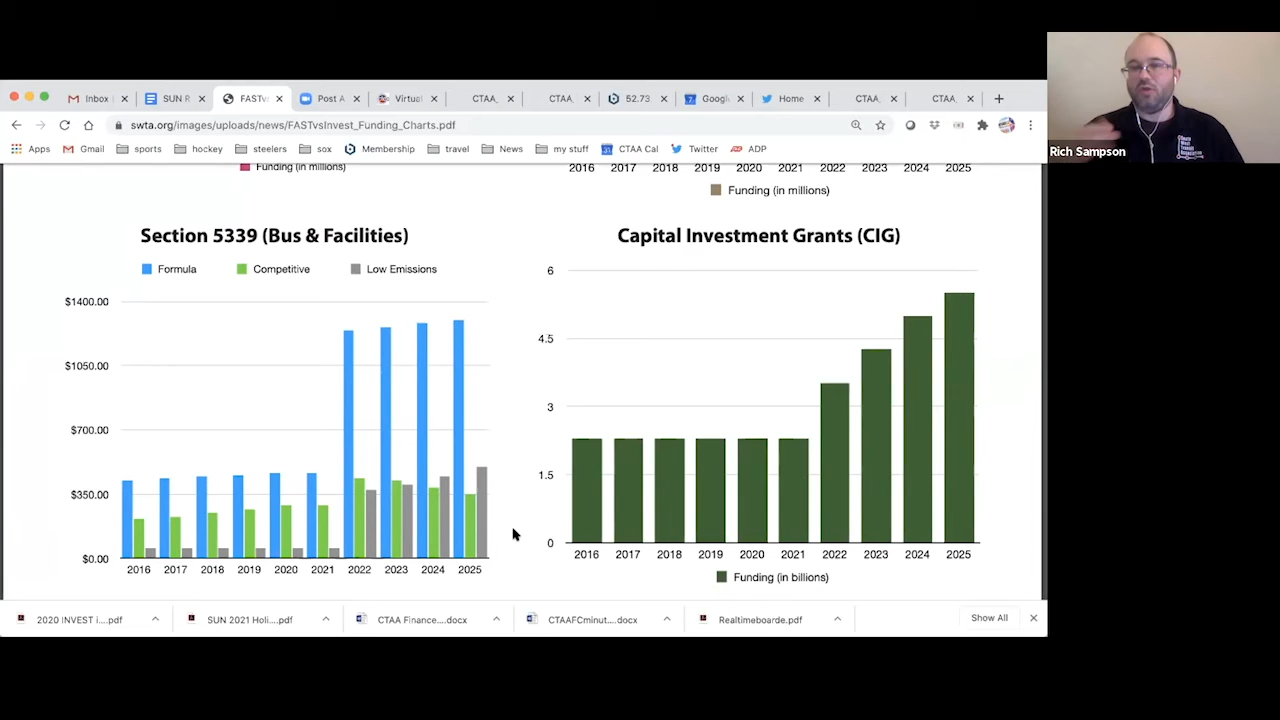 Inbox
SUN R
FASTv
Post A
Virtual
CTAA,
CTAA,
52.73
Googl
Home
CTAA,
CTAA,
swta.org/images/uploads/news/FASTvsInvest_Funding_Charts.pdf
Apps
Gmail
sports
hockey
steelers
sox
Membership
travel
News
my stuff
CTAA Cal
Twitter
ADP
Rich Sampson
Funding (in millions)
2016 2017 2018 2019 2020 2021 2022 2023 2024 2025
Funding (in millions)
Section 5339 (Bus & Facilities)
Formula Competitive Low Emissions
$1400.00
$1050.00
$700.00
$350.00
$0.00
2016 2017 2018 2019 2020 2021 2022 2023 2024 2025
Capital Investment Grants (CIG)
6
4.5
3
1.5
0
2016 2017 2018 2019 2020 2021 2022 2023 2024 2025
Funding (in billions)
2020 INVEST i....pdf
SUN 2021 Holi....pdf
CTAA Finance....docx
CTAAFCminut....docx
Realtimeboarde.pdf
Show All